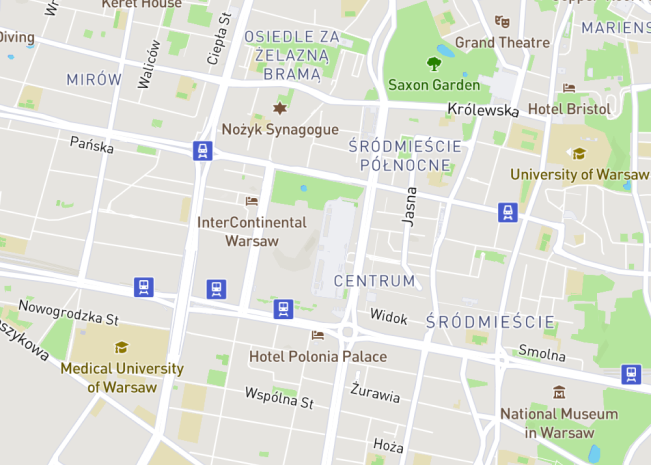 Keret House
Ciepła St
Diving
Waliców
OSIEDLE ZA
ŻELAZNĄ
BRAMĄ
MIRÓW
Grand Theatre
MARIENS
Saxon Garden
Królewska
Hotel Bristol
Nożyk Synagogue
Pańska
ŚRÓDMIEŚCIE
PÓŁNOCNE
University of Warsaw
Jasna
InterContinental
Warsaw
CENTRUM
Nowogrodzka St
Widok
ŚRÓDMIEŚCIE
Smolna
Hotel Polonia Palace
Medical University
of Warsaw
Wspólna St
Żurawia
National Museum
in Warsaw
Hoża